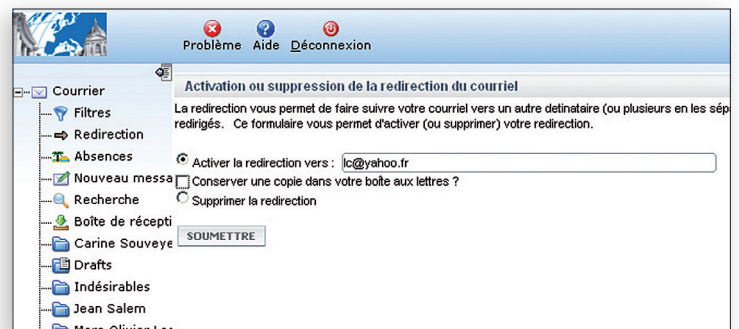 Problème Aide Déconnexion
Courrier
Filtres
Redirection
Absences
Nouveau messa
Recherche
Boîte de récepti
Carine Souveye
Drafts
Indésirables
Jean Salem
Activation ou suppression de la redirection du courriel
La redirection vous permet de faire suivre votre courriel vers un autre detinataire (ou plusieurs en les sép
redirigés. Ce formulaire vous permet d'activer (ou supprimer) votre redirection.
Activer la redirection vers : lc@yahoo.fr
Conserver une copie dans votre boîte aux lettres ?
Supprimer la redirection
SOUMETTRE